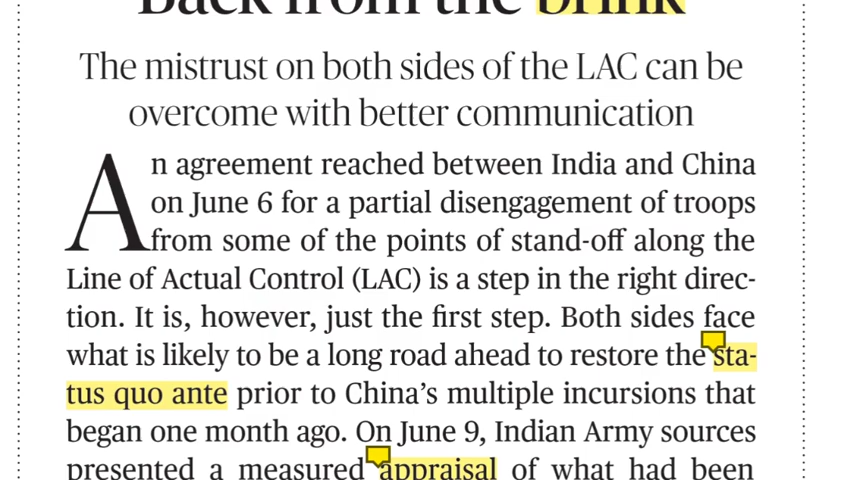 Back from the brink
The mistrust on both sides of the LAC can be
overcome with better communication
An agreement reached between India and China
on June 6 for a partial disengagement of troops
from some of the points of stand-off along the
Line of Actual Control (LAC) is a step in the right direc-
tion. It is, however, just the first step. Both sides face
what is likely to be a long road ahead to restore the sta-
tus quo ante prior to China’s multiple incursions that
began one month ago. On June 9, Indian Army sources
presented a measured appraisal of what had been